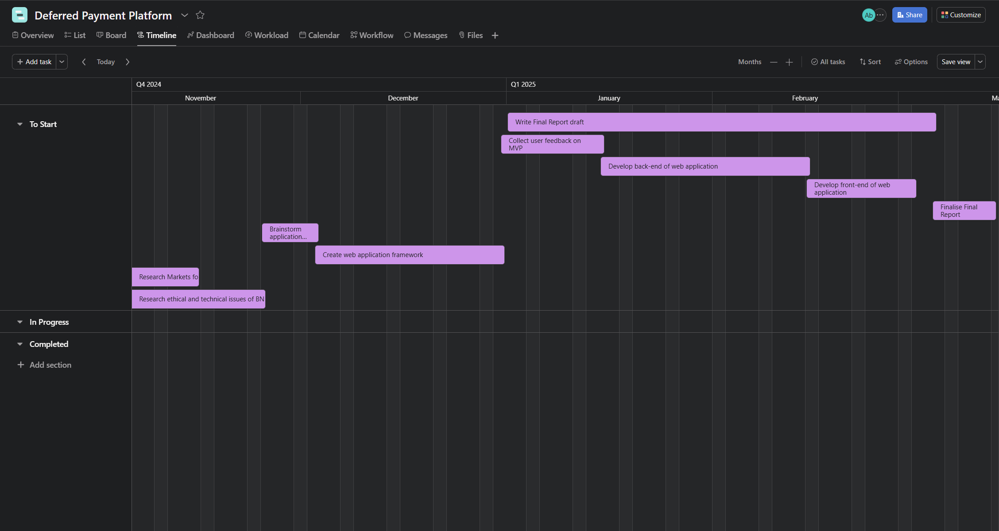 Deferred Payment Platform
Ab
Share
Customize
Overview
List
Board
Timeline
Dashboard
Workload
Calendar
Workflow
Messages
Files
Add task
Today
Months
All tasks
Sort
Options
Save view
Q4 2024
Q1 2025
November
December
January
February
Ma
To Start
Write Final Report draft
Collect user feedback on
MVP
Develop back-end of web application
Develop front-end of web
application
Finalise Final
Report
Brainstorm
application...
Create web application framework
Research Markets fo
Research ethical and technical issues of BN
In Progress
Completed
Add section